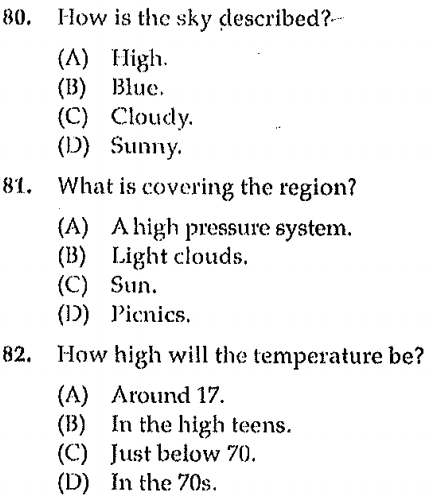 80. How is the sky described?
(A) High.
(B) Blue.
(C) Cloudy.
(D) Sunny.
81. What is covering the region?
(A) A high pressure system.
(B) Light clouds.
(C) Sun.
(D) Picnics.
82. How high will the temperature be?
(A) Around 17.
(B) In the high teens.
(C) Just below 70.
(D) In the 70s.